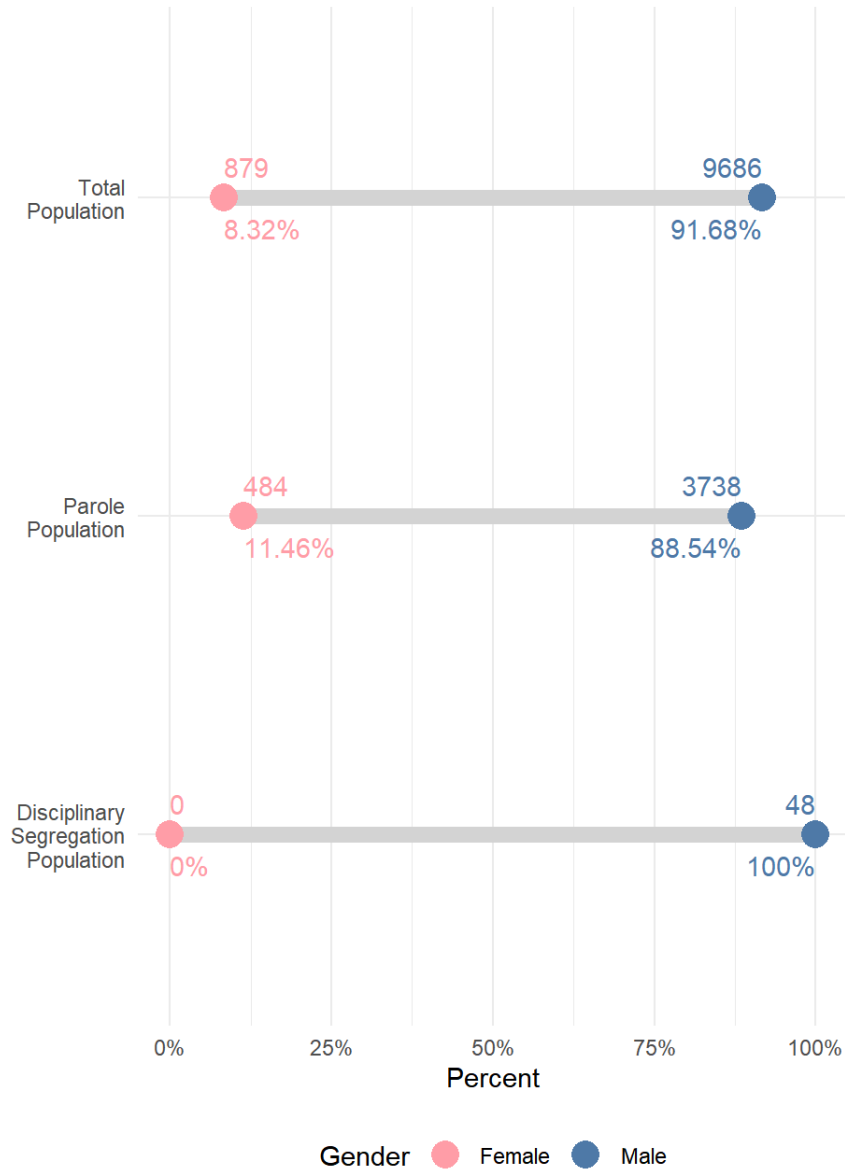 879 9686
Total
Population
8.32% 91.68%
484 3738
Parole
Population
11.46% 88.54%
0 48
Disciplinary
Segregation
Population
0% 100%
0% 25% 50% 75% 100%
Percent
Gender Female Male